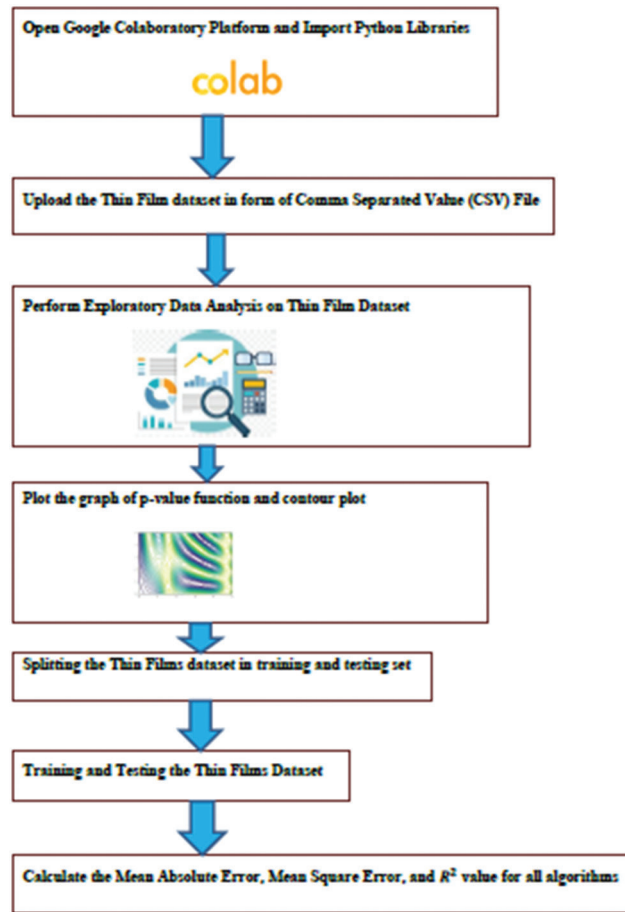 Open Google Colaboratory Platform and Import Python Libraries
colab
Upload the Thin Film dataset in form of Comma Separated Value (CSV) File
Perform Exploratory Data Analysis on Thin Film Dataset
Plot the graph of p-value function and contour plot
Splitting the Thin Films dataset in training and testing set
Training and Testing the Thin Films Dataset
Calculate the Mean Absolute Error, Mean Square Error, and R² value for all algorithms